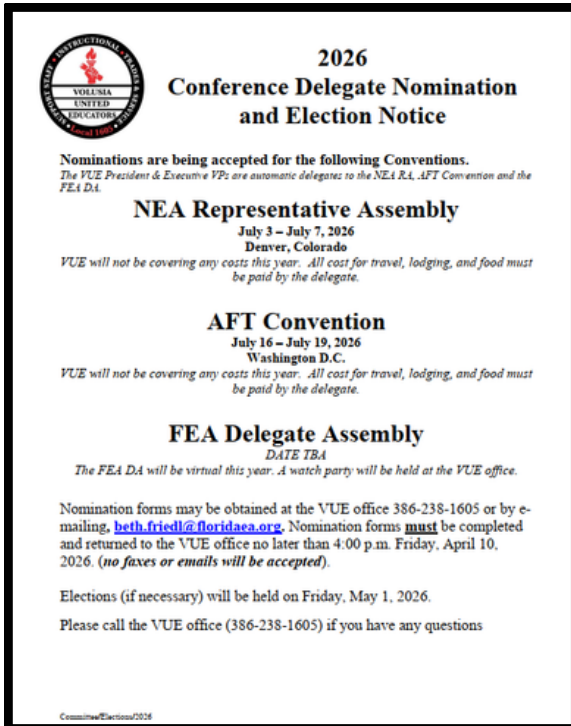 SUPPORT STAFF • INSTRUCTIONAL • TRADES & SERVICE
VOLUSIA
UNITED
EDUCATORS
Local 1605
2026
Conference Delegate Nomination
and Election Notice
Nominations are being accepted for the following Conventions.
The VUE President & Executive VPs are automatic delegates to the NEA RA, AFT Convention and the
FEA DA.
NEA Representative Assembly
July 3 – July 7, 2026
Denver, Colorado
VUE will not be covering any costs this year.  All cost for travel, lodging, and food must
be paid by the delegate.
AFT Convention
July 16 – July 19, 2026
Washington D.C.
VUE will not be covering any costs this year.  All cost for travel, lodging, and food must
be paid by the delegate.
FEA Delegate Assembly
DATE TBA
The FEA DA will be virtual this year. A watch party will be held at the VUE office.
Nomination forms may be obtained at the VUE office 386-238-1605 or by e-
mailing, beth.friedl@floridaea.org. Nomination forms must be completed
and returned to the VUE office no later than 4:00 p.m. Friday, April 10,
2026. (no faxes or emails will be accepted).
Elections (if necessary) will be held on Friday, May 1, 2026.
Please call the VUE office (386-238-1605) if you have any questions
Committee/Elections/2026